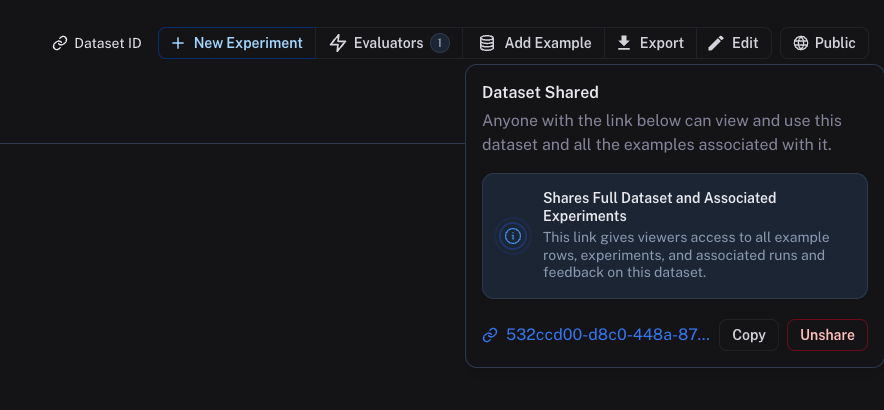 Dataset ID
New Experiment
Evaluators 1
Add Example
Export
Edit
Public
Dataset Shared
Anyone with the link below can view and use this
dataset and all the examples associated with it.
Shares Full Dataset and Associated
Experiments
This link gives viewers access to all example
rows, experiments, and associated runs and
feedback on this dataset.
532ccd00-d8c0-448a-87...
Copy
Unshare